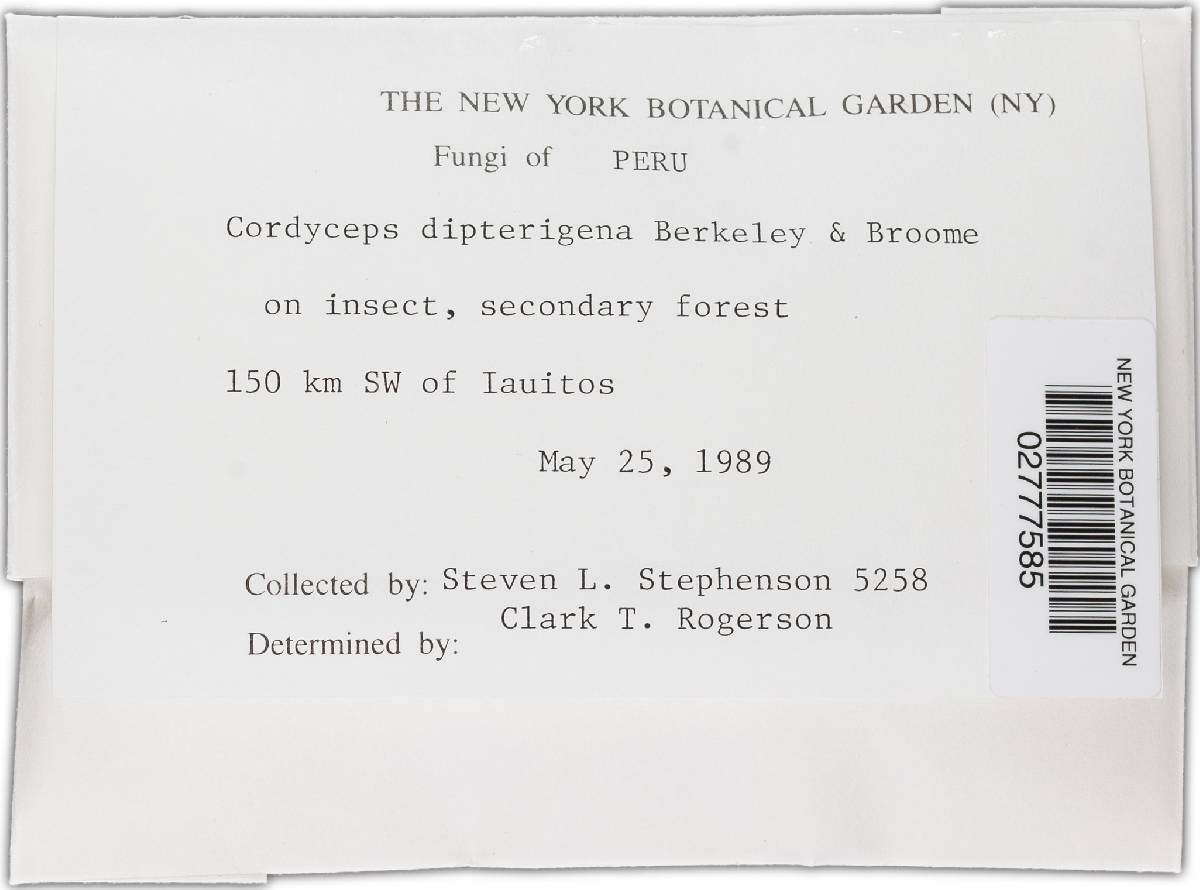 THE NEW YORK BOTANICAL GARDEN (NY)
Fungi of PERU
Cordyceps dipterigena Berkeley & Broome
on insect, secondary forest
150 km SW of Iauitos
May 25, 1989
Collected by: Steven L. Stephenson 5258
Clark T. Rogerson
Determined by:
NEW YORK BOTANICAL GARDEN
02777585